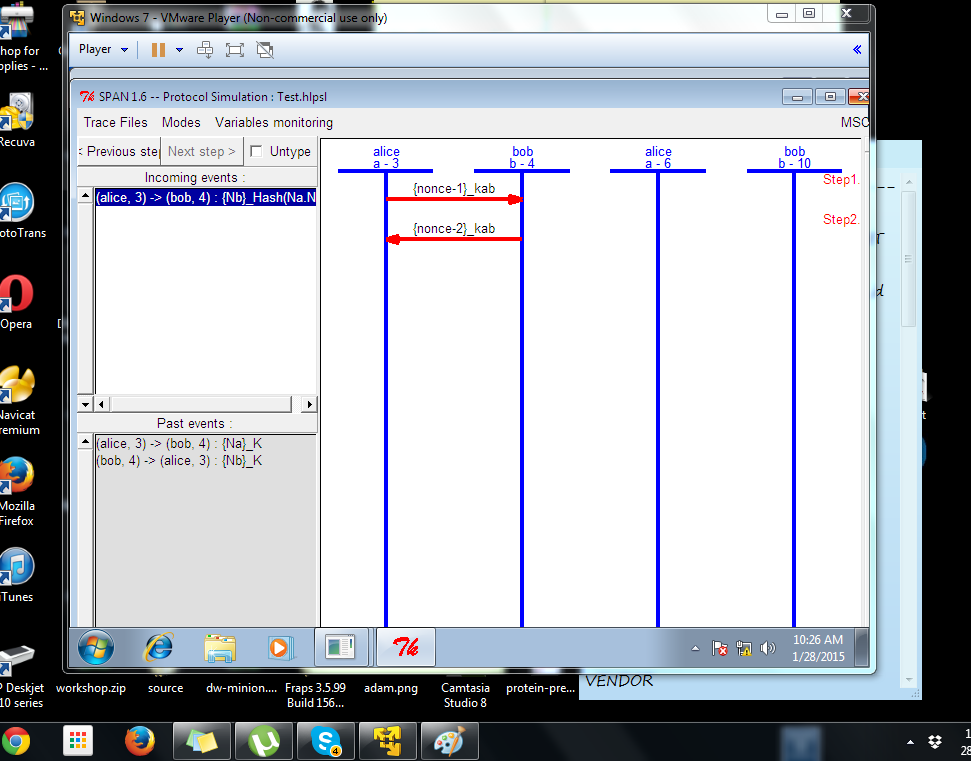 Windows 7 - VMware Player (Non-commercial use only)
Player
SPAN 1.6 -- Protocol Simulation : Test.hlpsl
Trace Files Modes Variables monitoring MSC
< Previous step Next step > Untype
Incoming events :
(alice, 3) -> (bob, 4) : {Nb}_Hash(Na.N
Past events :
(alice, 3) -> (bob, 4) : {Na}_K
(bob, 4) -> (alice, 3) : {Nb}_K
alice bob alice bob
a - 3 b - 4 a - 6 b - 10
Step1.
{nonce-1}_kab
Step2.
{nonce-2}_kab
10:26 AM
1/28/2015
hop for
pplies - ...
Recuva
otoTrans
Opera
Navicat
remium
Mozilla
Firefox
iTunes
P Deskjet
10 series
workshop.zip
source
dw-minion....
Fraps 3.5.99
Build 156...
adam.png
Camtasia
Studio 8
protein-pre...
VENDOR
4